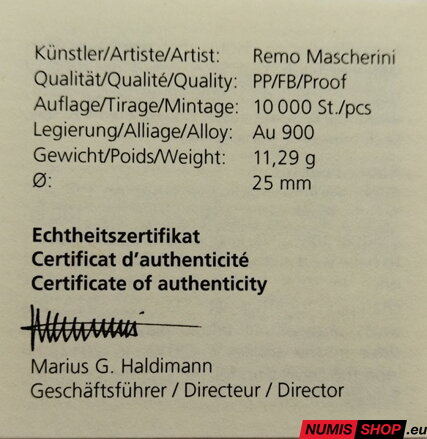 Künstler/Artiste/Artist: Remo Mascherini
Qualität/Qualité/Quality: PP/FB/Proof
Auflage/Tirage/Mintage: 10 000 St./pcs
Legierung/Alliage/Alloy: Au 900
Gewicht/Poids/Weight: 11,29 g
Ø: 25 mm
Echtheitszertifikat
Certificat d'authenticité
Certificate of authenticity
Marius G. Haldimann
Geschäftsführer / Directeur / Director
NUMIS SHOP.eu